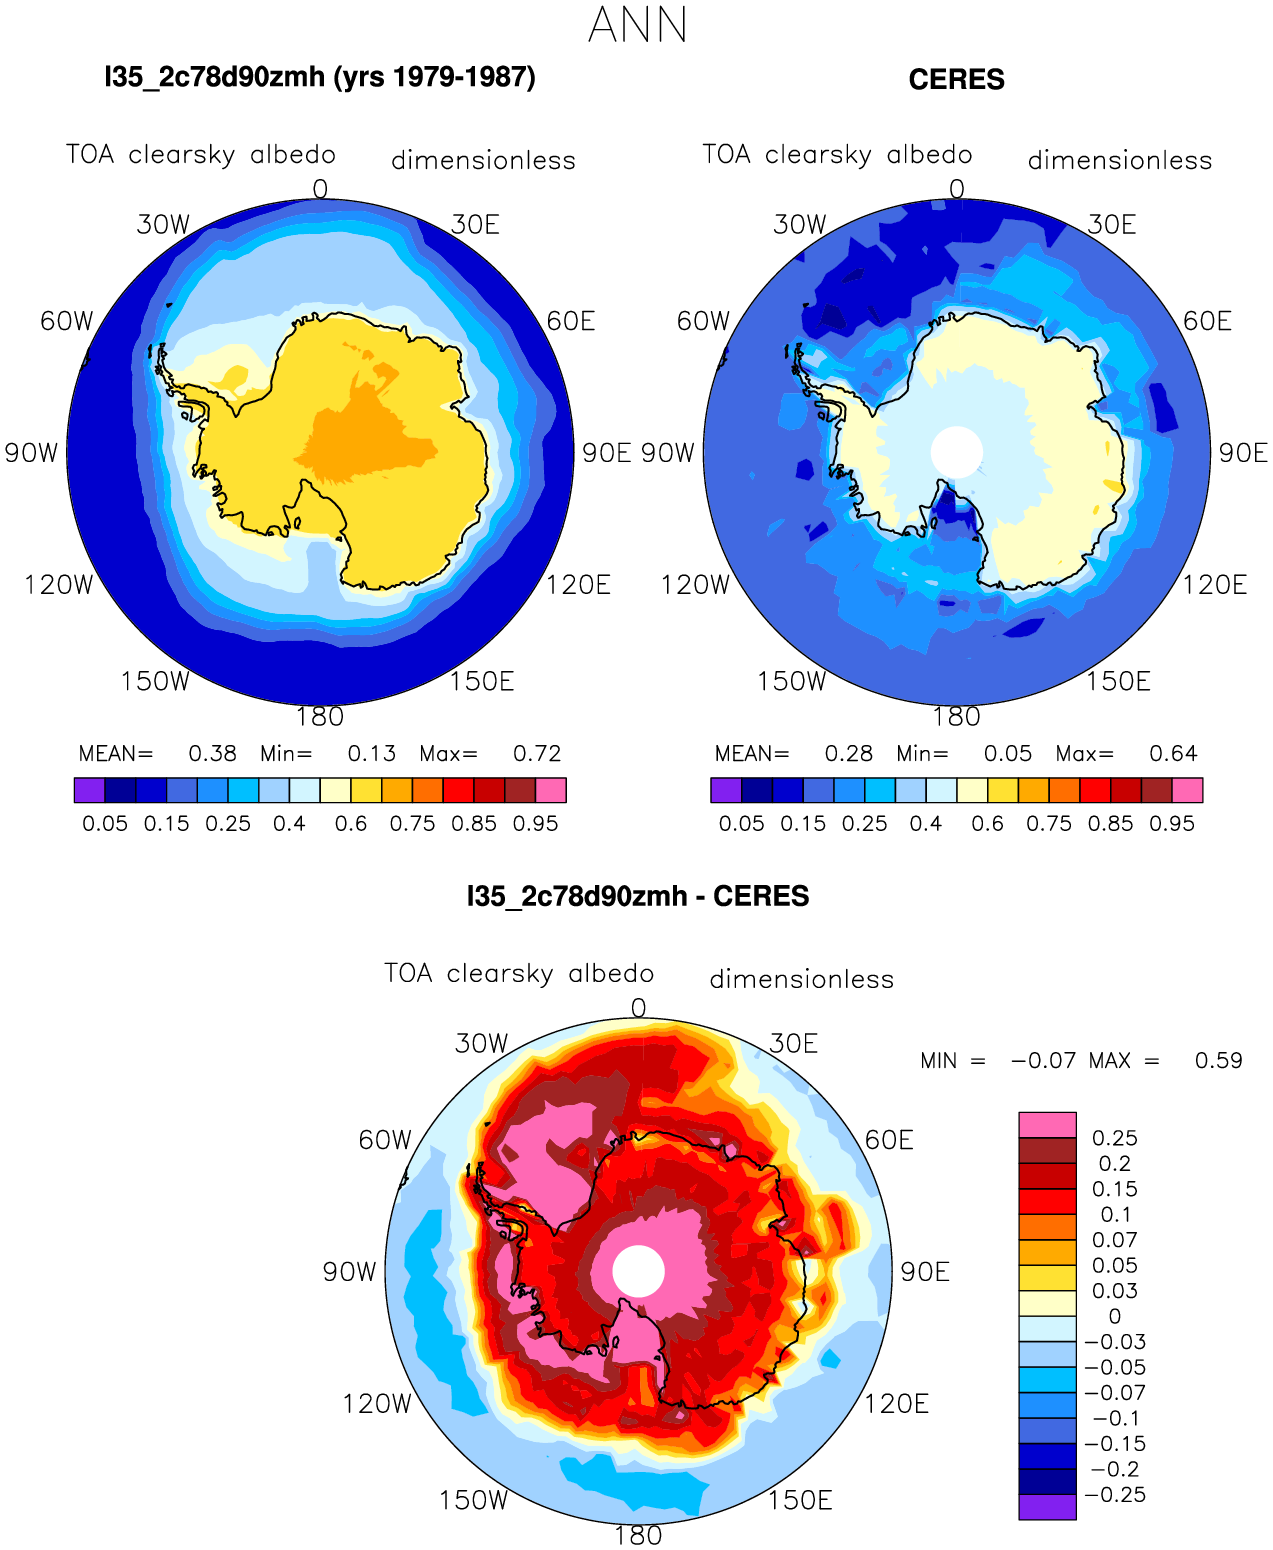 ANN
I35_2c78d90zmh (yrs 1979-1987)
CERES
TOA clearsky albedo dimensionless
TOA clearsky albedo dimensionless
0
30W 30E
60W 60E
90W 90E
120W 120E
150W 150E
180
0
30W 30E
60W 60E
90W 90E
120W 120E
150W 150E
180
MEAN= 0.38 Min= 0.13 Max= 0.72
0.05 0.15 0.25 0.4 0.6 0.75 0.85 0.95
MEAN= 0.28 Min= 0.05 Max= 0.64
0.05 0.15 0.25 0.4 0.6 0.75 0.85 0.95
I35_2c78d90zmh - CERES
TOA clearsky albedo dimensionless
0
30W 30E
60W 60E
90W 90E
120W 120E
150W 150E
180
MIN = -0.07 MAX = 0.59
0.25
0.2
0.15
0.1
0.07
0.05
0.03
0
-0.03
-0.05
-0.07
-0.1
-0.15
-0.2
-0.25